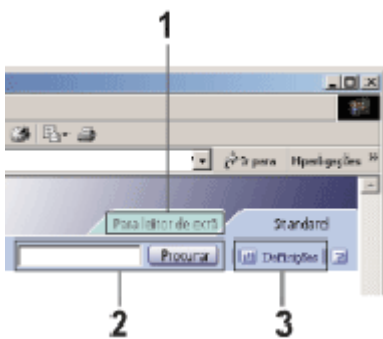 1
Ir para Hiperligações »
Para leitor de ecrã Standard
Procurar Definições
2 3